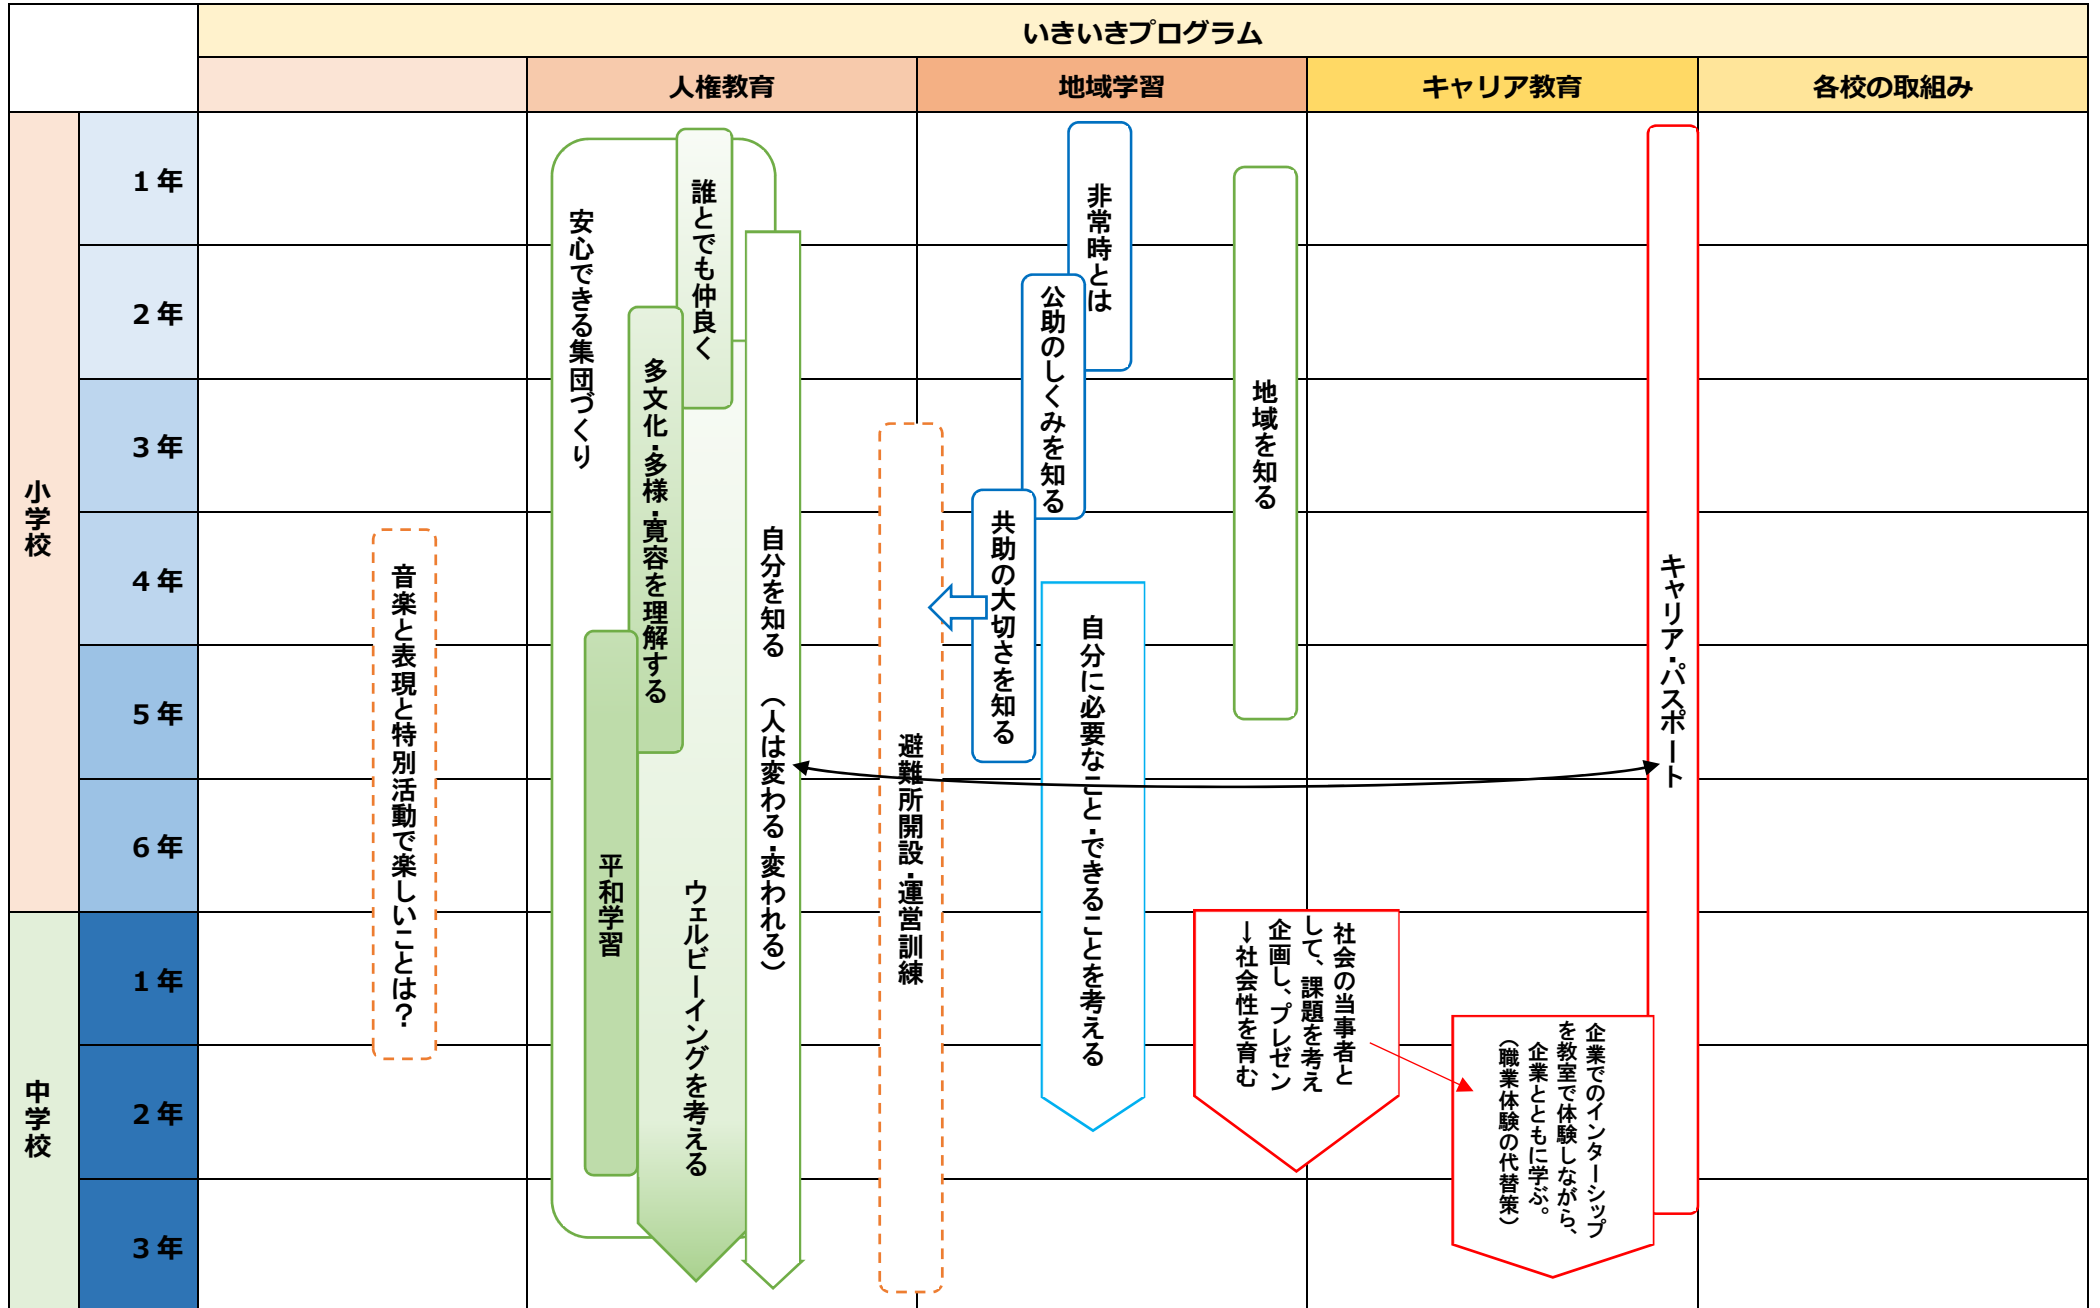 いきいきプログラム
人権教育
地域学習
キャリア教育
各校の取組み
小学校
1年
2年
3年
4年
5年
6年
中学校
1年
2年
3年
音楽と表現と特別活動で楽しいことは？
安心できる集団づくり
誰とでも仲良く
多文化・多様・寛容を理解する
平和学習
ウェルビーイングを考える
自分を知る　（人は変わる・変われる）
避難所開設・運営訓練
非常時とは
公助のしくみを知る
共助の大切さを知る
自分に必要なこと・できることを考える
地域を知る
社会の当事者と
して、課題を考え
企画し、プレゼン
→社会性を育む
キャリア・パスポート
企業でのインターシップ
を教室で体験しながら、
企業とともに学ぶ。
（職業体験の代替策）